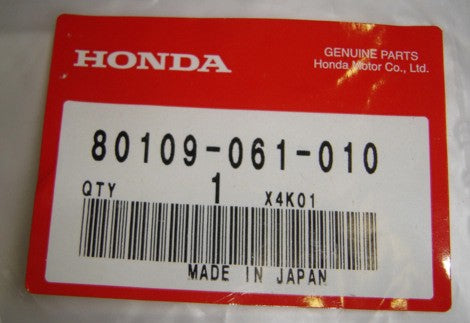 HONDA
GENUINE PARTS
Honda Motor Co., Ltd.
80109-061-010
QTY 1 X4K01
MADE IN JAPAN